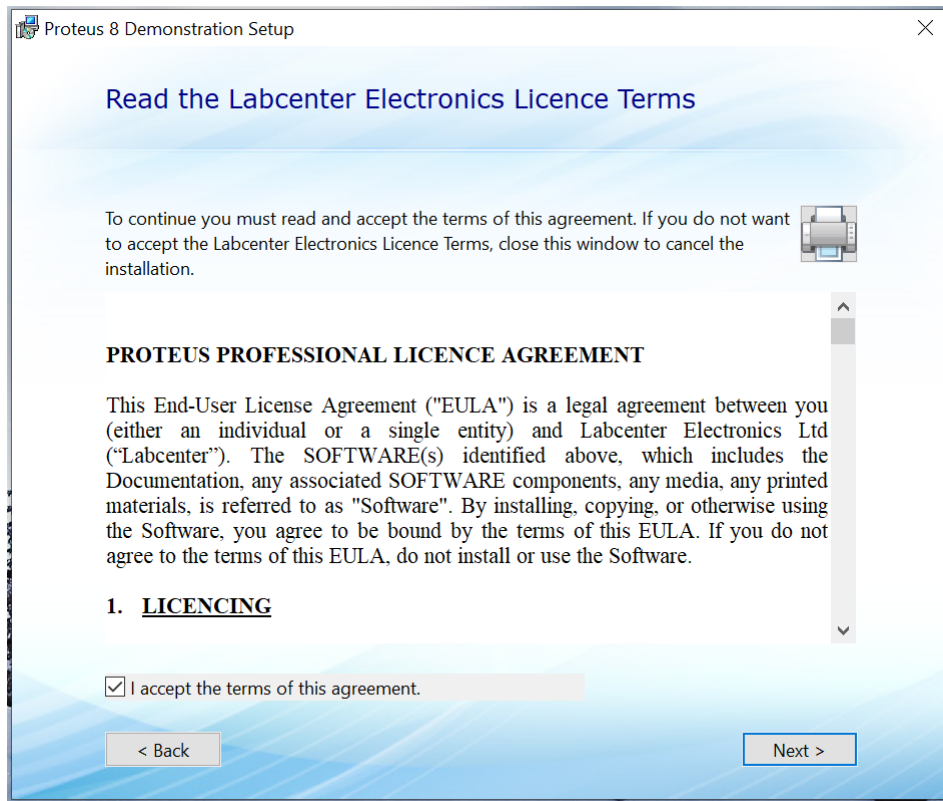 Proteus 8 Demonstration Setup
Read the Labcenter Electronics Licence Terms
To continue you must read and accept the terms of this agreement. If you do not want
to accept the Labcenter Electronics Licence Terms, close this window to cancel the
installation.
PROTEUS PROFESSIONAL LICENCE AGREEMENT
This End-User License Agreement ("EULA") is a legal agreement between you
(either an individual or a single entity) and Labcenter Electronics Ltd
(“Labcenter”). The SOFTWARE(s) identified above, which includes the
Documentation, any associated SOFTWARE components, any media, any printed
materials, is referred to as "Software". By installing, copying, or otherwise using
the Software, you agree to be bound by the terms of this EULA. If you do not
agree to the terms of this EULA, do not install or use the Software.
1. LICENCING
I accept the terms of this agreement.
< Back
Next >